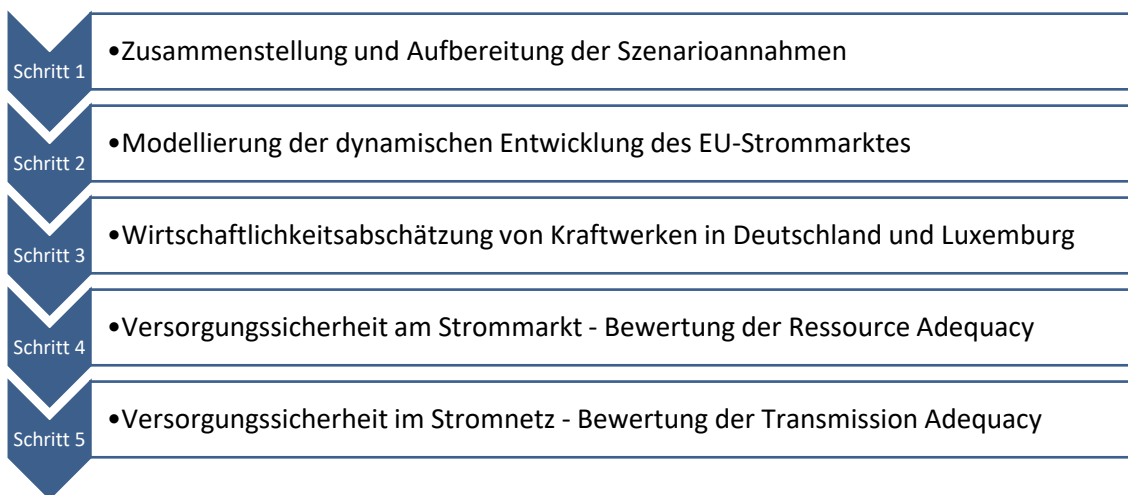 Schritt 1
•Zusammenstellung und Aufbereitung der Szenarioannahmen
Schritt 2
•Modellierung der dynamischen Entwicklung des EU-Strommarktes
Schritt 3
•Wirtschaftlichkeitsabschätzung von Kraftwerken in Deutschland und Luxemburg
Schritt 4
•Versorgungssicherheit am Strommarkt - Bewertung der Ressource Adequacy
Schritt 5
•Versorgungssicherheit im Stromnetz - Bewertung der Transmission Adequacy